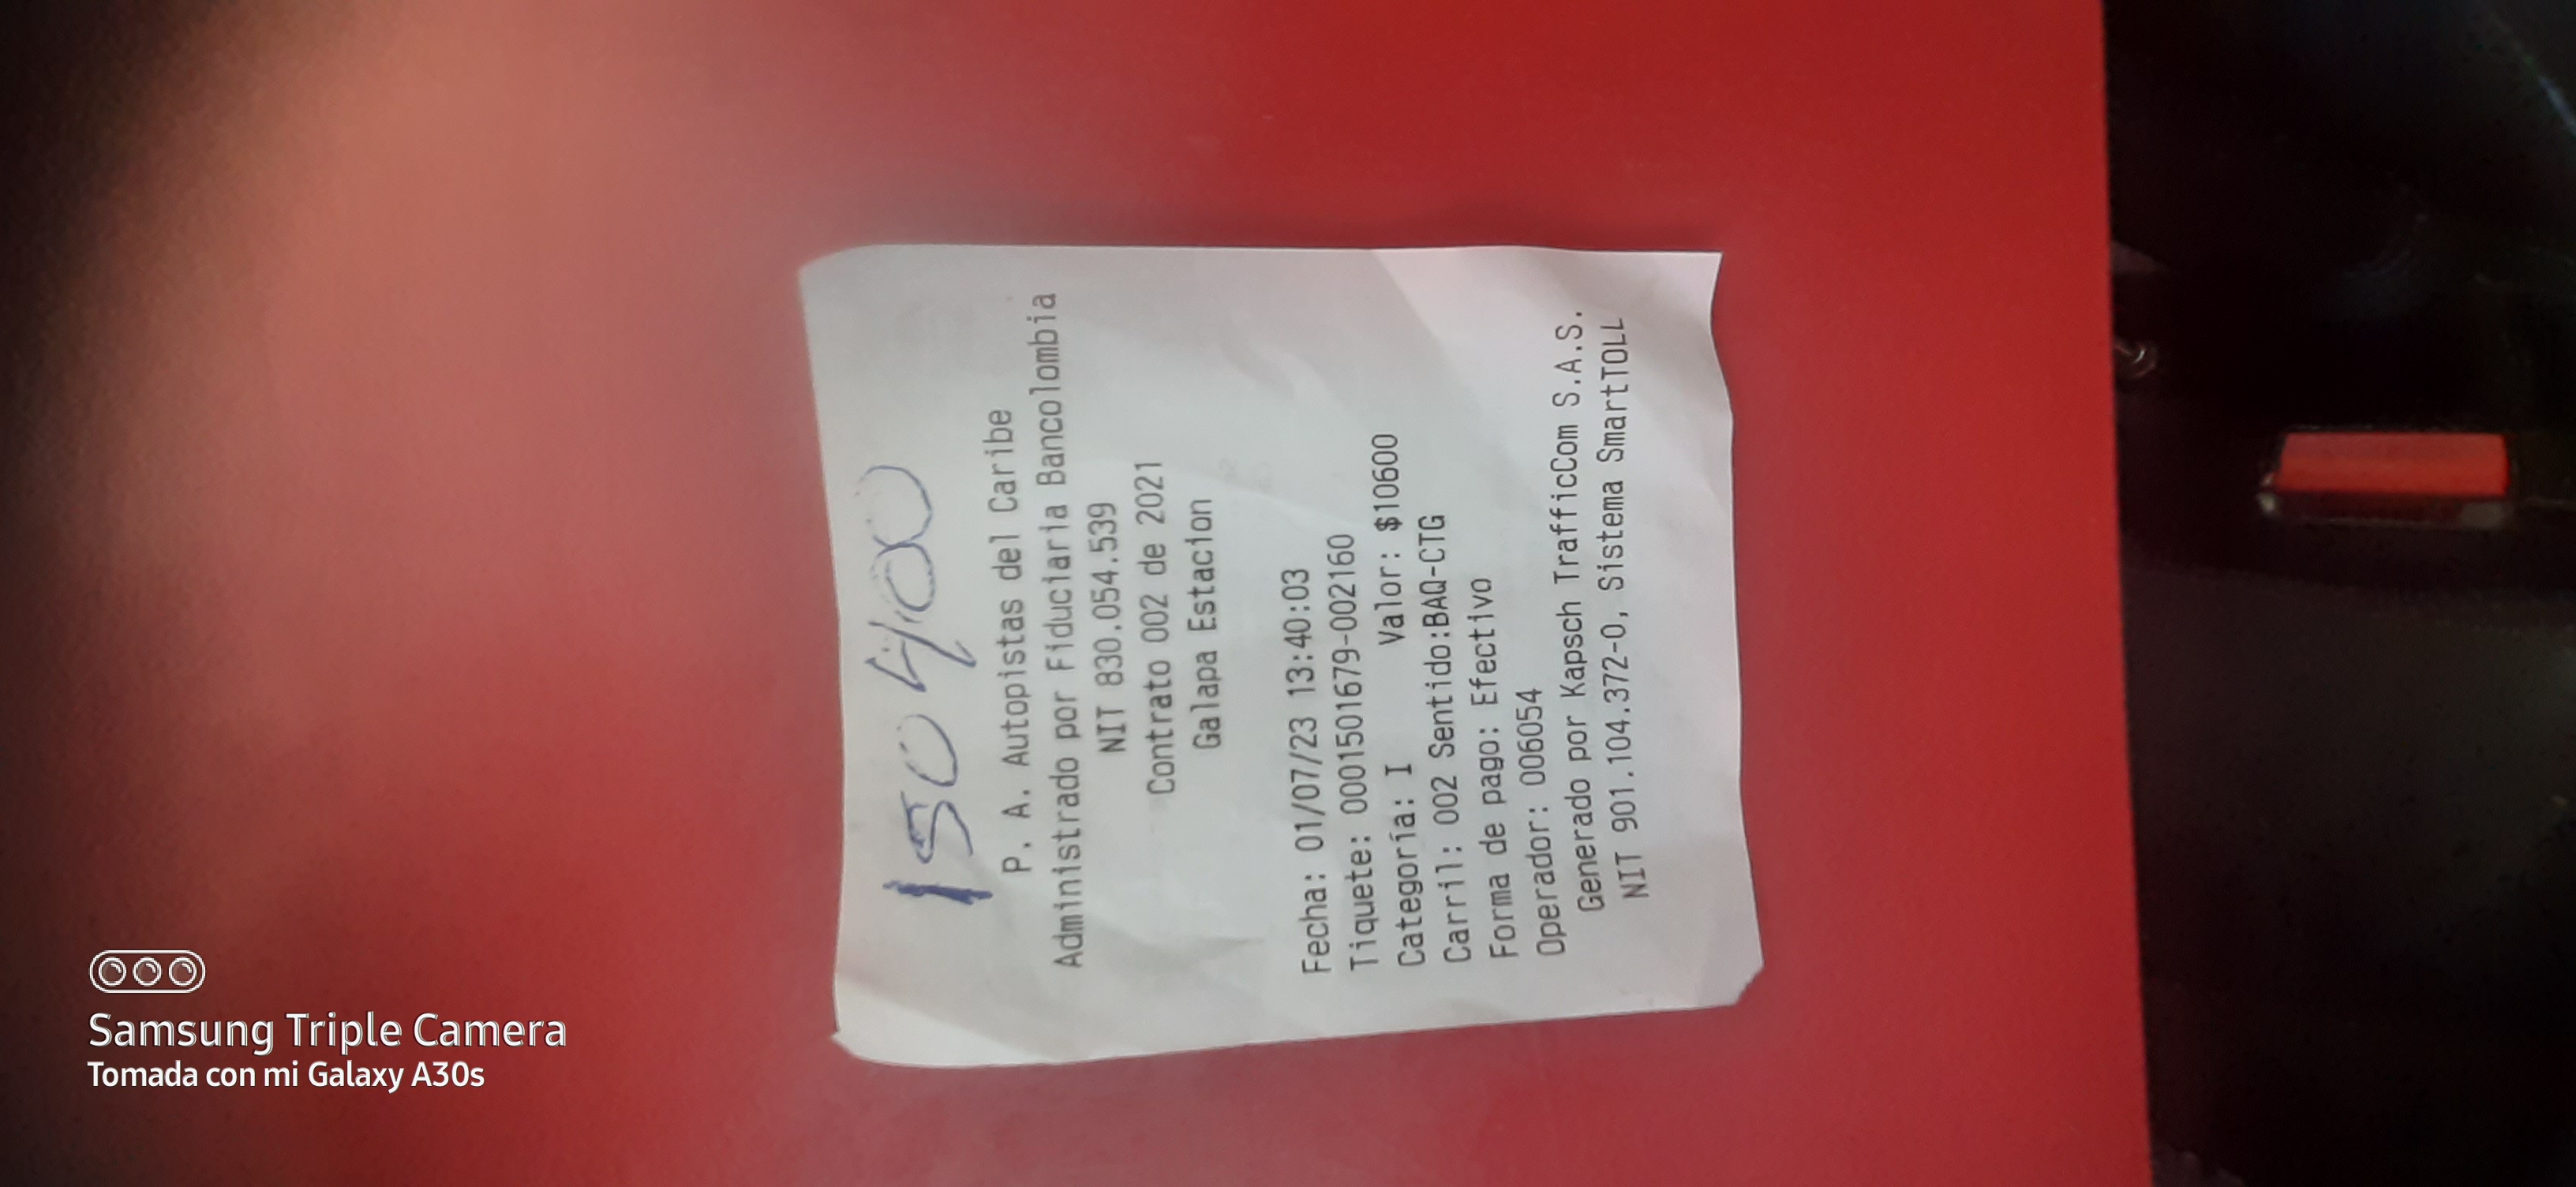 150400
P. A. Autopistas del Caribe
Administrado por Fiduciaria Bancolombia
NIT 830.054.539
Contrato 002 de 2021
Galapa Estacion
Fecha: 01/07/23 13:40:03
Tiquete: 0001501679-002160
Categoría: I Valor: $10600
Carril: 002 Sentido:BAQ-CTG
Forma de pago: Efectivo
Operador: 006054
Generado por Kapsch TrafficCom S.A.S.
NIT 901.104.372-0, Sistema SmartTOLL
Samsung Triple Camera
Tomada con mi Galaxy A30s